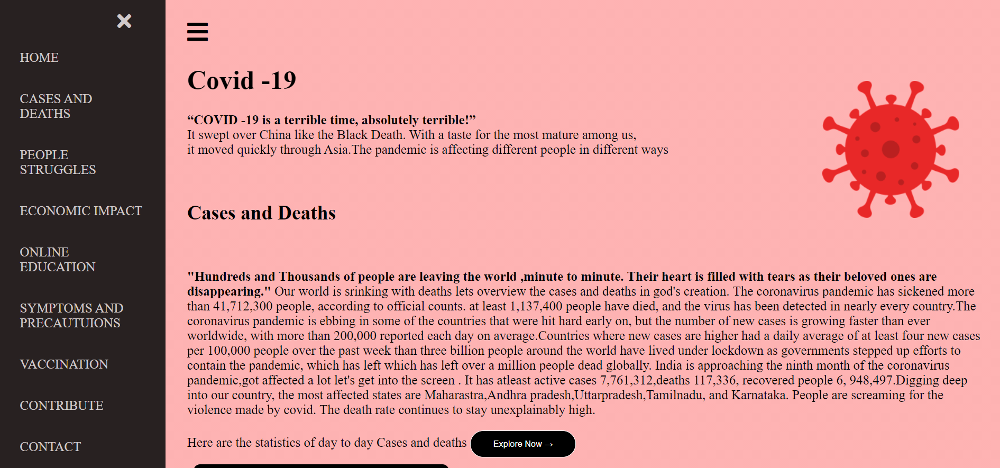 HOME
CASES AND
DEATHS
PEOPLE
STRUGGLES
ECONOMIC IMPACT
ONLINE
EDUCATION
SYMPTOMS AND
PRECAUTUIONS
VACCINATION
CONTRIBUTE
CONTACT
Covid -19
“COVID -19 is a terrible time, absolutely terrible!”
It swept over China like the Black Death. With a taste for the most mature among us,
it moved quickly through Asia.The pandemic is affecting different people in different ways
Cases and Deaths
"Hundreds and Thousands of people are leaving the world ,minute to minute. Their heart is filled with tears as their beloved ones are
disappearing." Our world is srinking with deaths lets overview the cases and deaths in god's creation. The coronavirus pandemic has sickened more
than 41,712,300 people, according to official counts. at least 1,137,400 people have died, and the virus has been detected in nearly every country.The
coronavirus pandemic is ebbing in some of the countries that were hit hard early on, but the number of new cases is growing faster than ever
worldwide, with more than 200,000 reported each day on average.Countries where new cases are higher had a daily average of at least four new cases
per 100,000 people over the past week than three billion people around the world have lived under lockdown as governments stepped up efforts to
contain the pandemic, which has left which has left over a million people dead globally. India is approaching the ninth month of the coronavirus
pandemic,got affected a lot let's get into the screen . It has atleast active cases 7,761,312,deaths 117,336, recovered people 6, 948,497.Digging deep
into our country, the most affected states are Maharastra,Andhra pradesh,Uttarpradesh,Tamilnadu, and Karnataka. People are screaming for the
violence made by covid. The death rate continues to stay unexplainably high.
Here are the statistics of day to day Cases and deaths Explore Now →